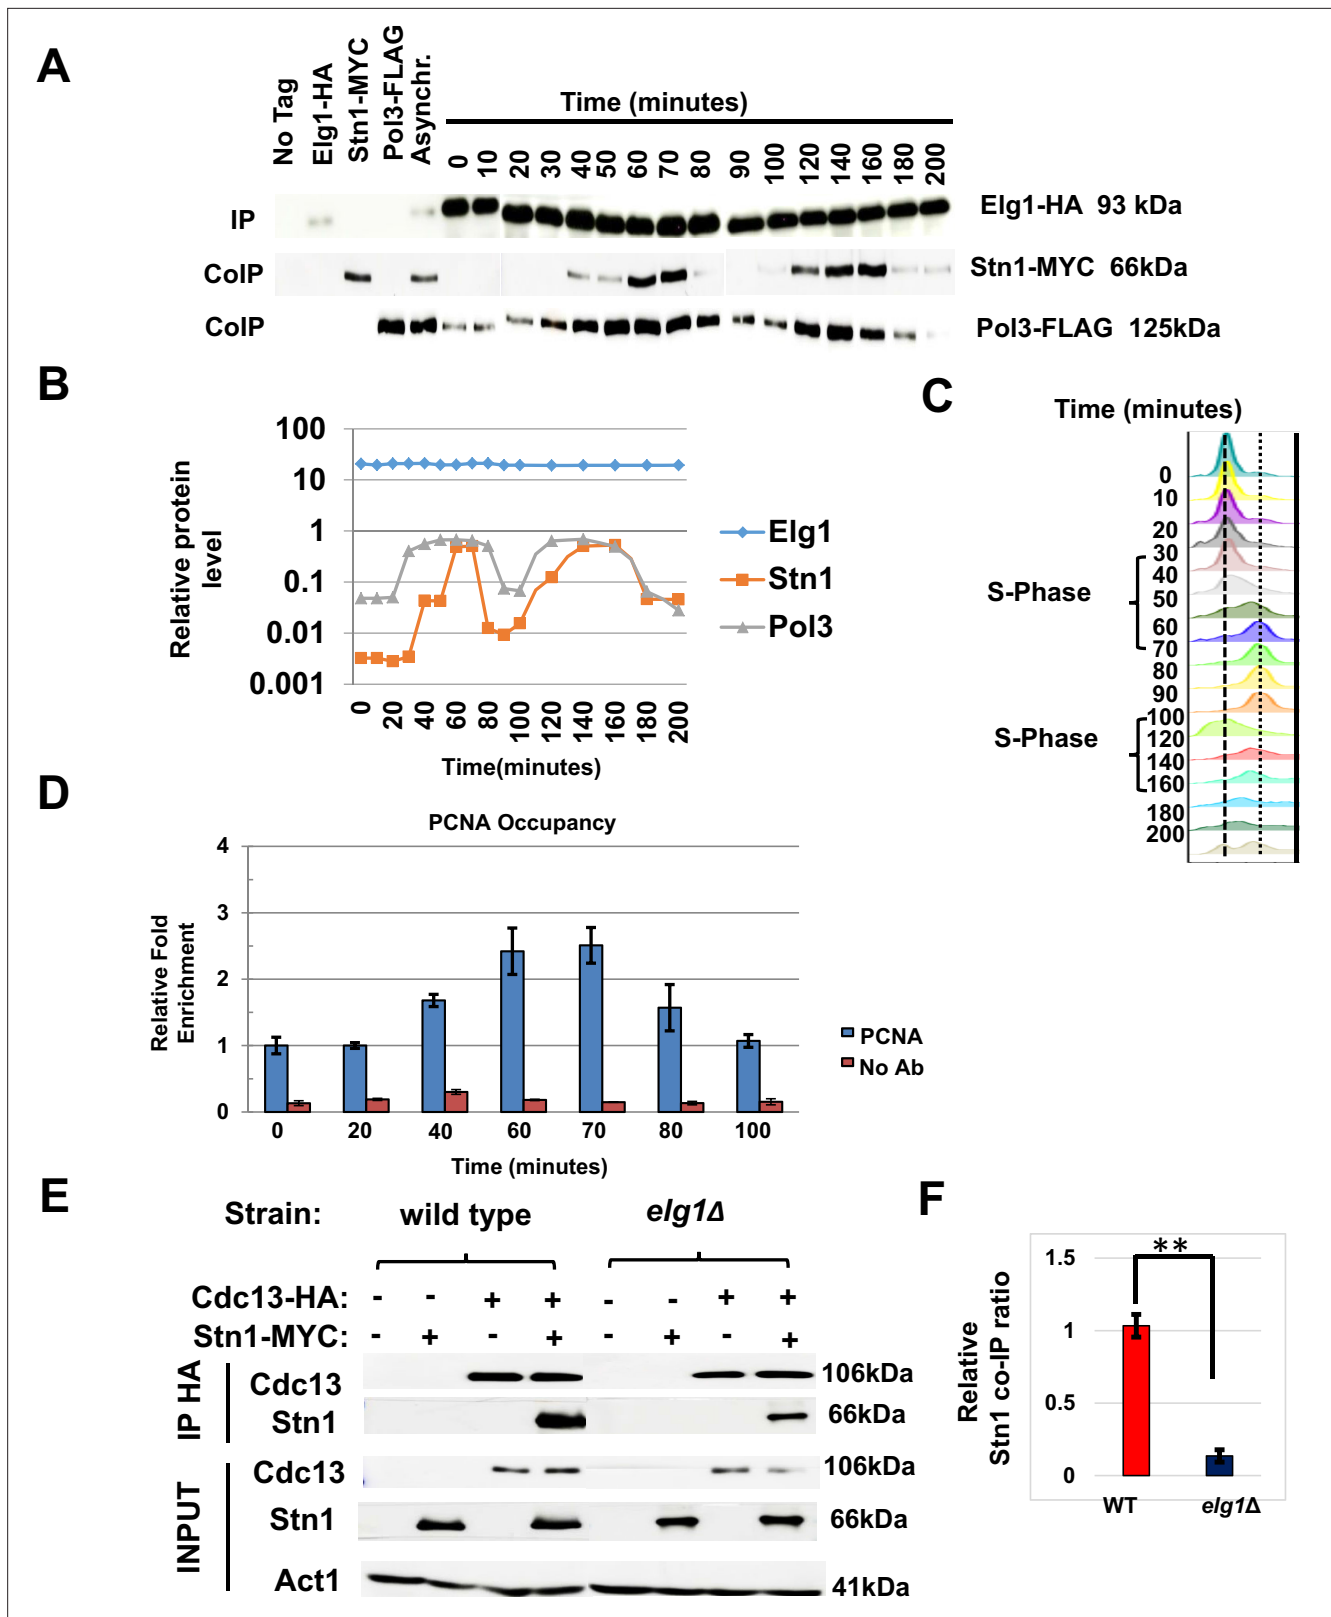 A
No Tag
Elg1-HA
Stn1-MYC
Pol3-FLAG
Asynchr.
Time (minutes)
0 10 20 30 40 50 60 70 80 90 100 120 140 160 180 200
IP
Elg1-HA 93 kDa
CoIP
Stn1-MYC 66kDa
CoIP
Pol3-FLAG 125kDa
B
Relative protein
level
100
10
1
0.1
0.01
0.001
0 20 40 60 80 100 120 140 160 180 200
Time(minutes)
Elg1
Stn1
Pol3
C
Time (minutes)
0
10
20
30
40
50
60
70
80
90
100
120
140
160
180
200
S-Phase
S-Phase
D
PCNA Occupancy
Relative Fold
Enrichment
4
3
2
1
0
0 20 40 60 70 80 100
Time (minutes)
PCNA
No Ab
E
Strain: wild type elg1Δ
Cdc13-HA: - - + + - - + +
Stn1-MYC: - + - + - + - +
IP HA
Cdc13 106kDa
Stn1 66kDa
INPUT
Cdc13 106kDa
Stn1 66kDa
Act1 41kDa
F
Relative
Stn1 co-IP ratio
1.5
1
0.5
0
**
WT elg1Δ